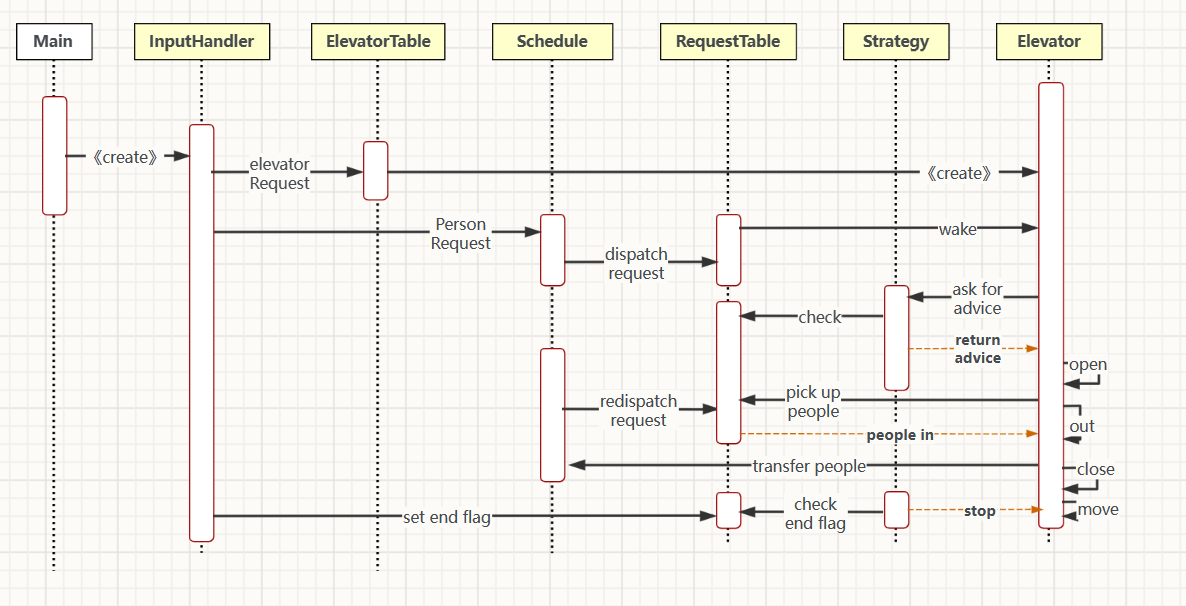 Main
InputHandler
ElevatorTable
Schedule
RequestTable
Strategy
Elevator
《create》
elevator
Request
《create》
Person
Request
wake
dispatch
request
ask for
advice
check
return
advice
open
redispatch
request
pick up
people
out
people in
transfer people
close
set end flag
check
end flag
stop
move